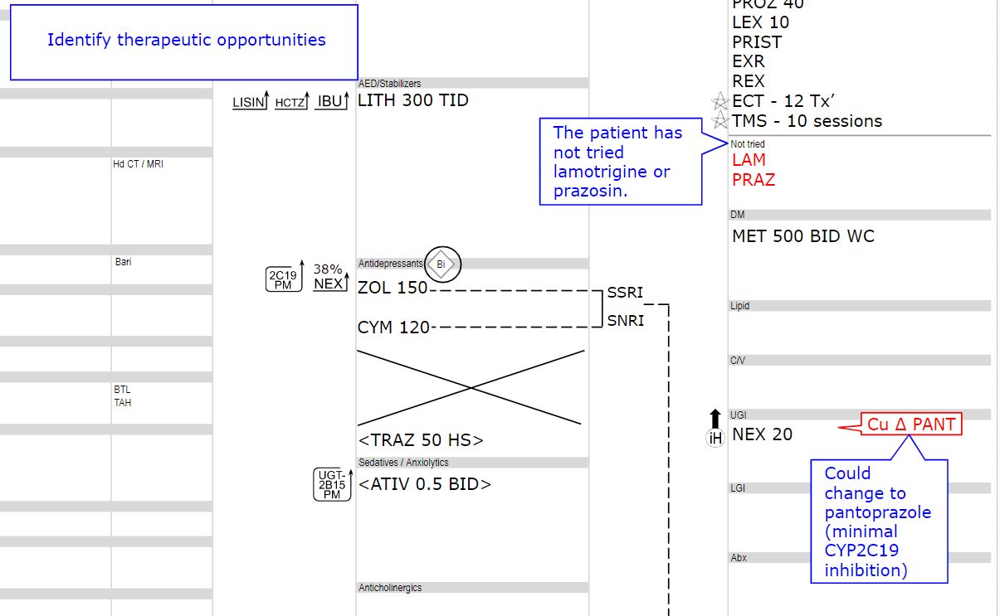 Identify therapeutic opportunities
PROZ 40
LEX 10
PRIST
EXR
REX
ECT - 12 Tx’
TMS - 10 sessions
AED/Stabilizers
LISIN HCTZ IBU LITH 300 TID
The patient has
not tried
lamotrigine or
prazosin.
Not tried
LAM
PRAZ
Hd CT / MRI
DM
MET 500 BID WC
Bari
Antidepressants
Bi
2C19
PM
38%
NEX
ZOL 150
SSRI
CYM 120
SNRI
Lipid
C/V
BTL
TAH
UGI
iH
NEX 20
Cu Δ PANT
<TRAZ 50 HS>
Sedatives / Anxiolytics
UGT-
2B15
PM
<ATIV 0.5 BID>
Could
change to
pantoprazole
(minimal
CYP2C19
inhibition)
LGI
Abx
Anticholinergics